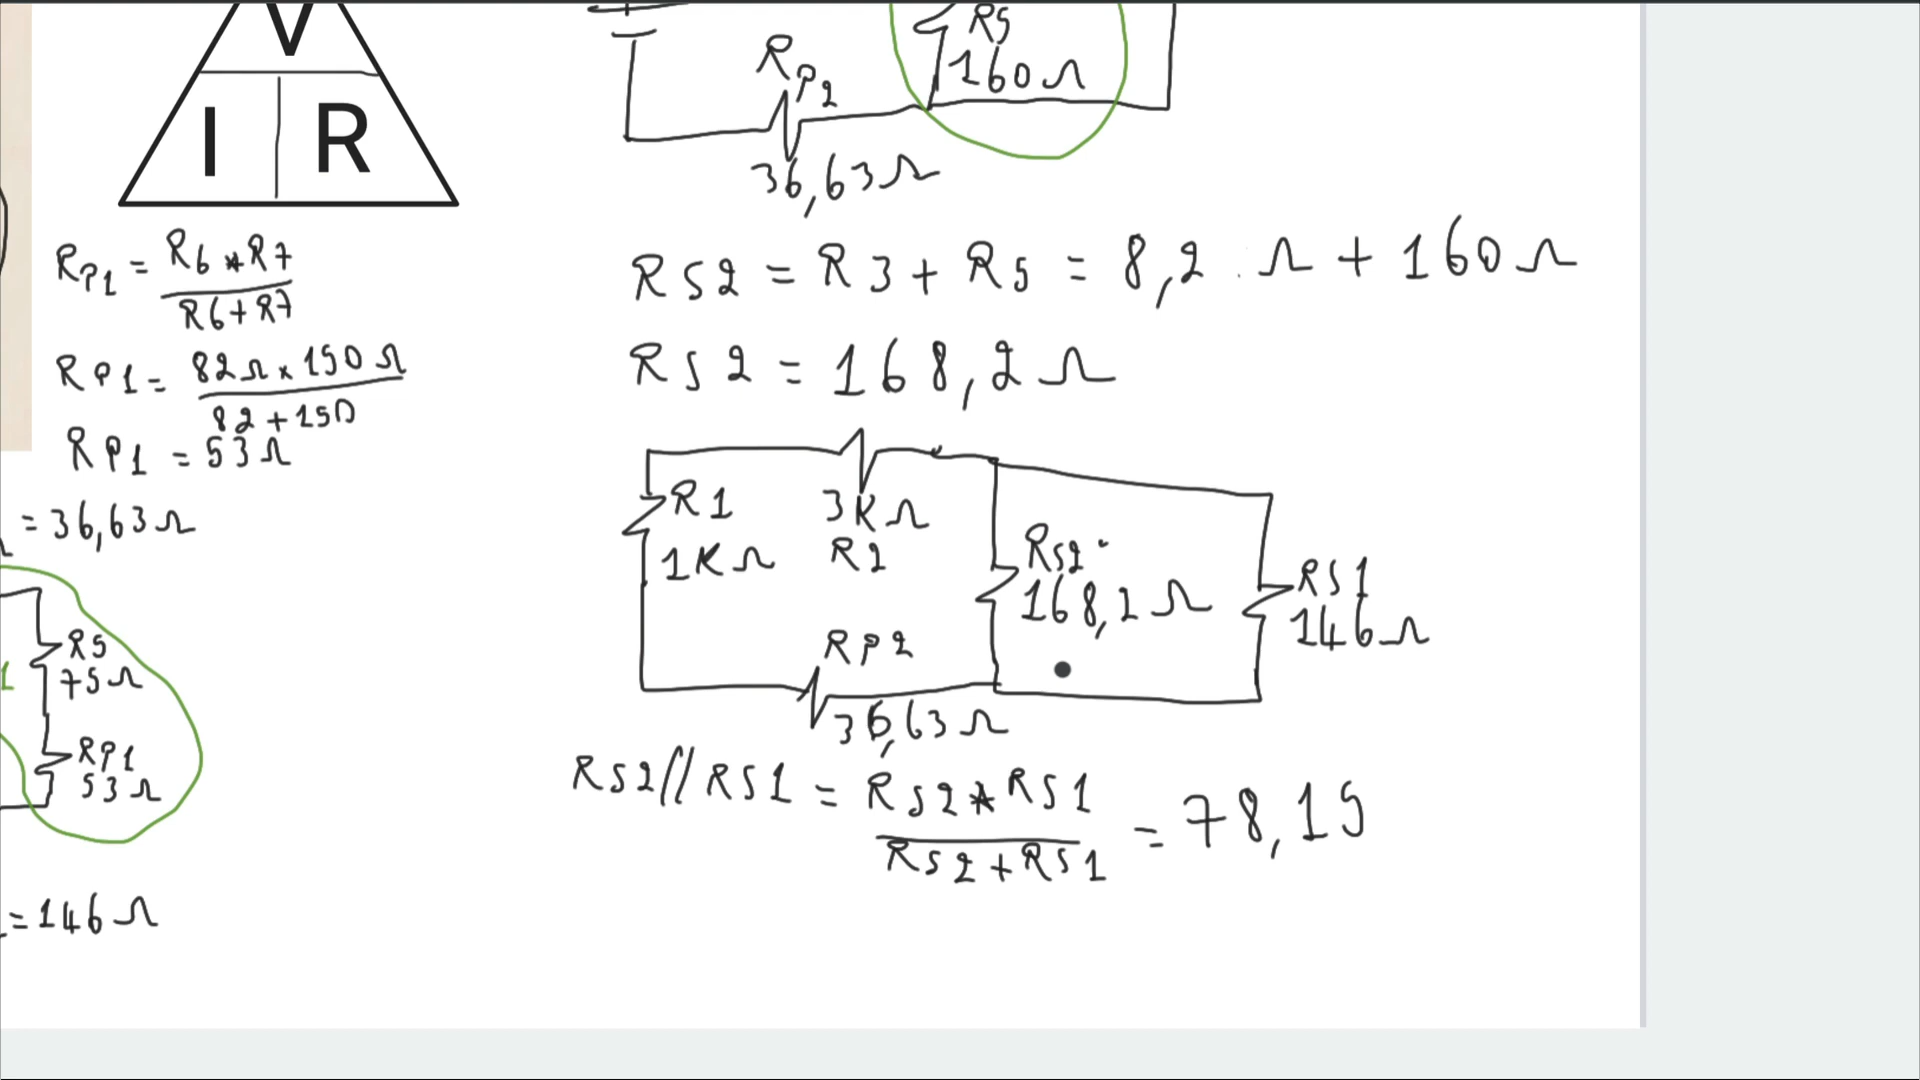 V
I R
RP1 = R6 * R7
R6 + R7
RP1 = 82Ω x 150Ω
82 + 150
RP1 = 53Ω
= 36,63Ω
R5
75Ω
RP1
53Ω
= 146Ω
R5
160Ω
RP2
36,63Ω
RS2 = R3 + R5 = 8,2 Ω + 160Ω
RS2 = 168,2Ω
R1
1KΩ
3KΩ
R2
RS2
168,2Ω
RS1
146Ω
RP2
36,63Ω
RS2 // RS1 = RS2 * RS1 = 78,15
RS2 + RS1